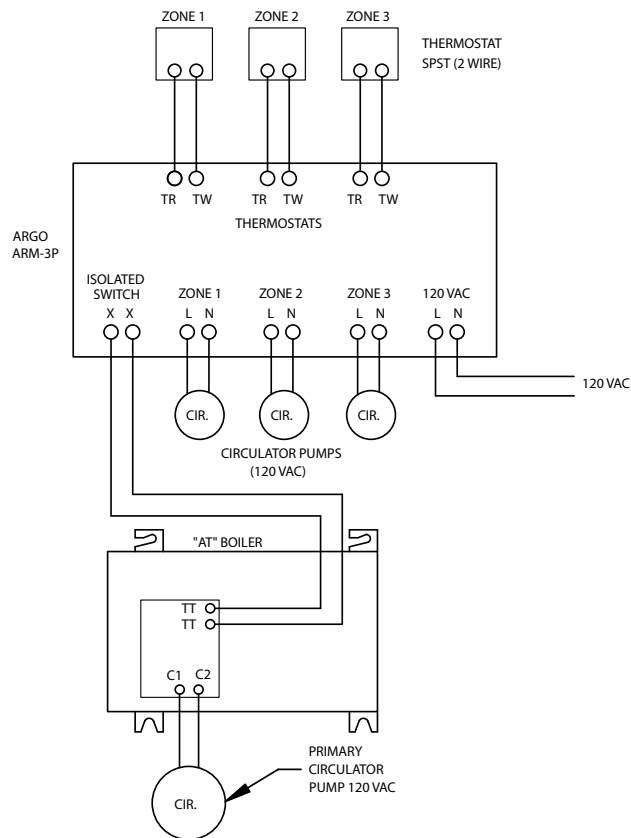 ZONE 1 ZONE 2 ZONE 3
THERMOSTAT
SPST (2 WIRE)
TR TW TR TW TR TW
THERMOSTATS
ARGO
ARM-3P
ISOLATED
SWITCH
ZONE 1 ZONE 2 ZONE 3 120 VAC
X X L N L N L N L N
120 VAC
CIR. CIR. CIR.
CIRCULATOR PUMPS
(120 VAC)
"AT" BOILER
TT
TT
C1 C2
PRIMARY
CIRCULATOR
PUMP 120 VAC
CIR.